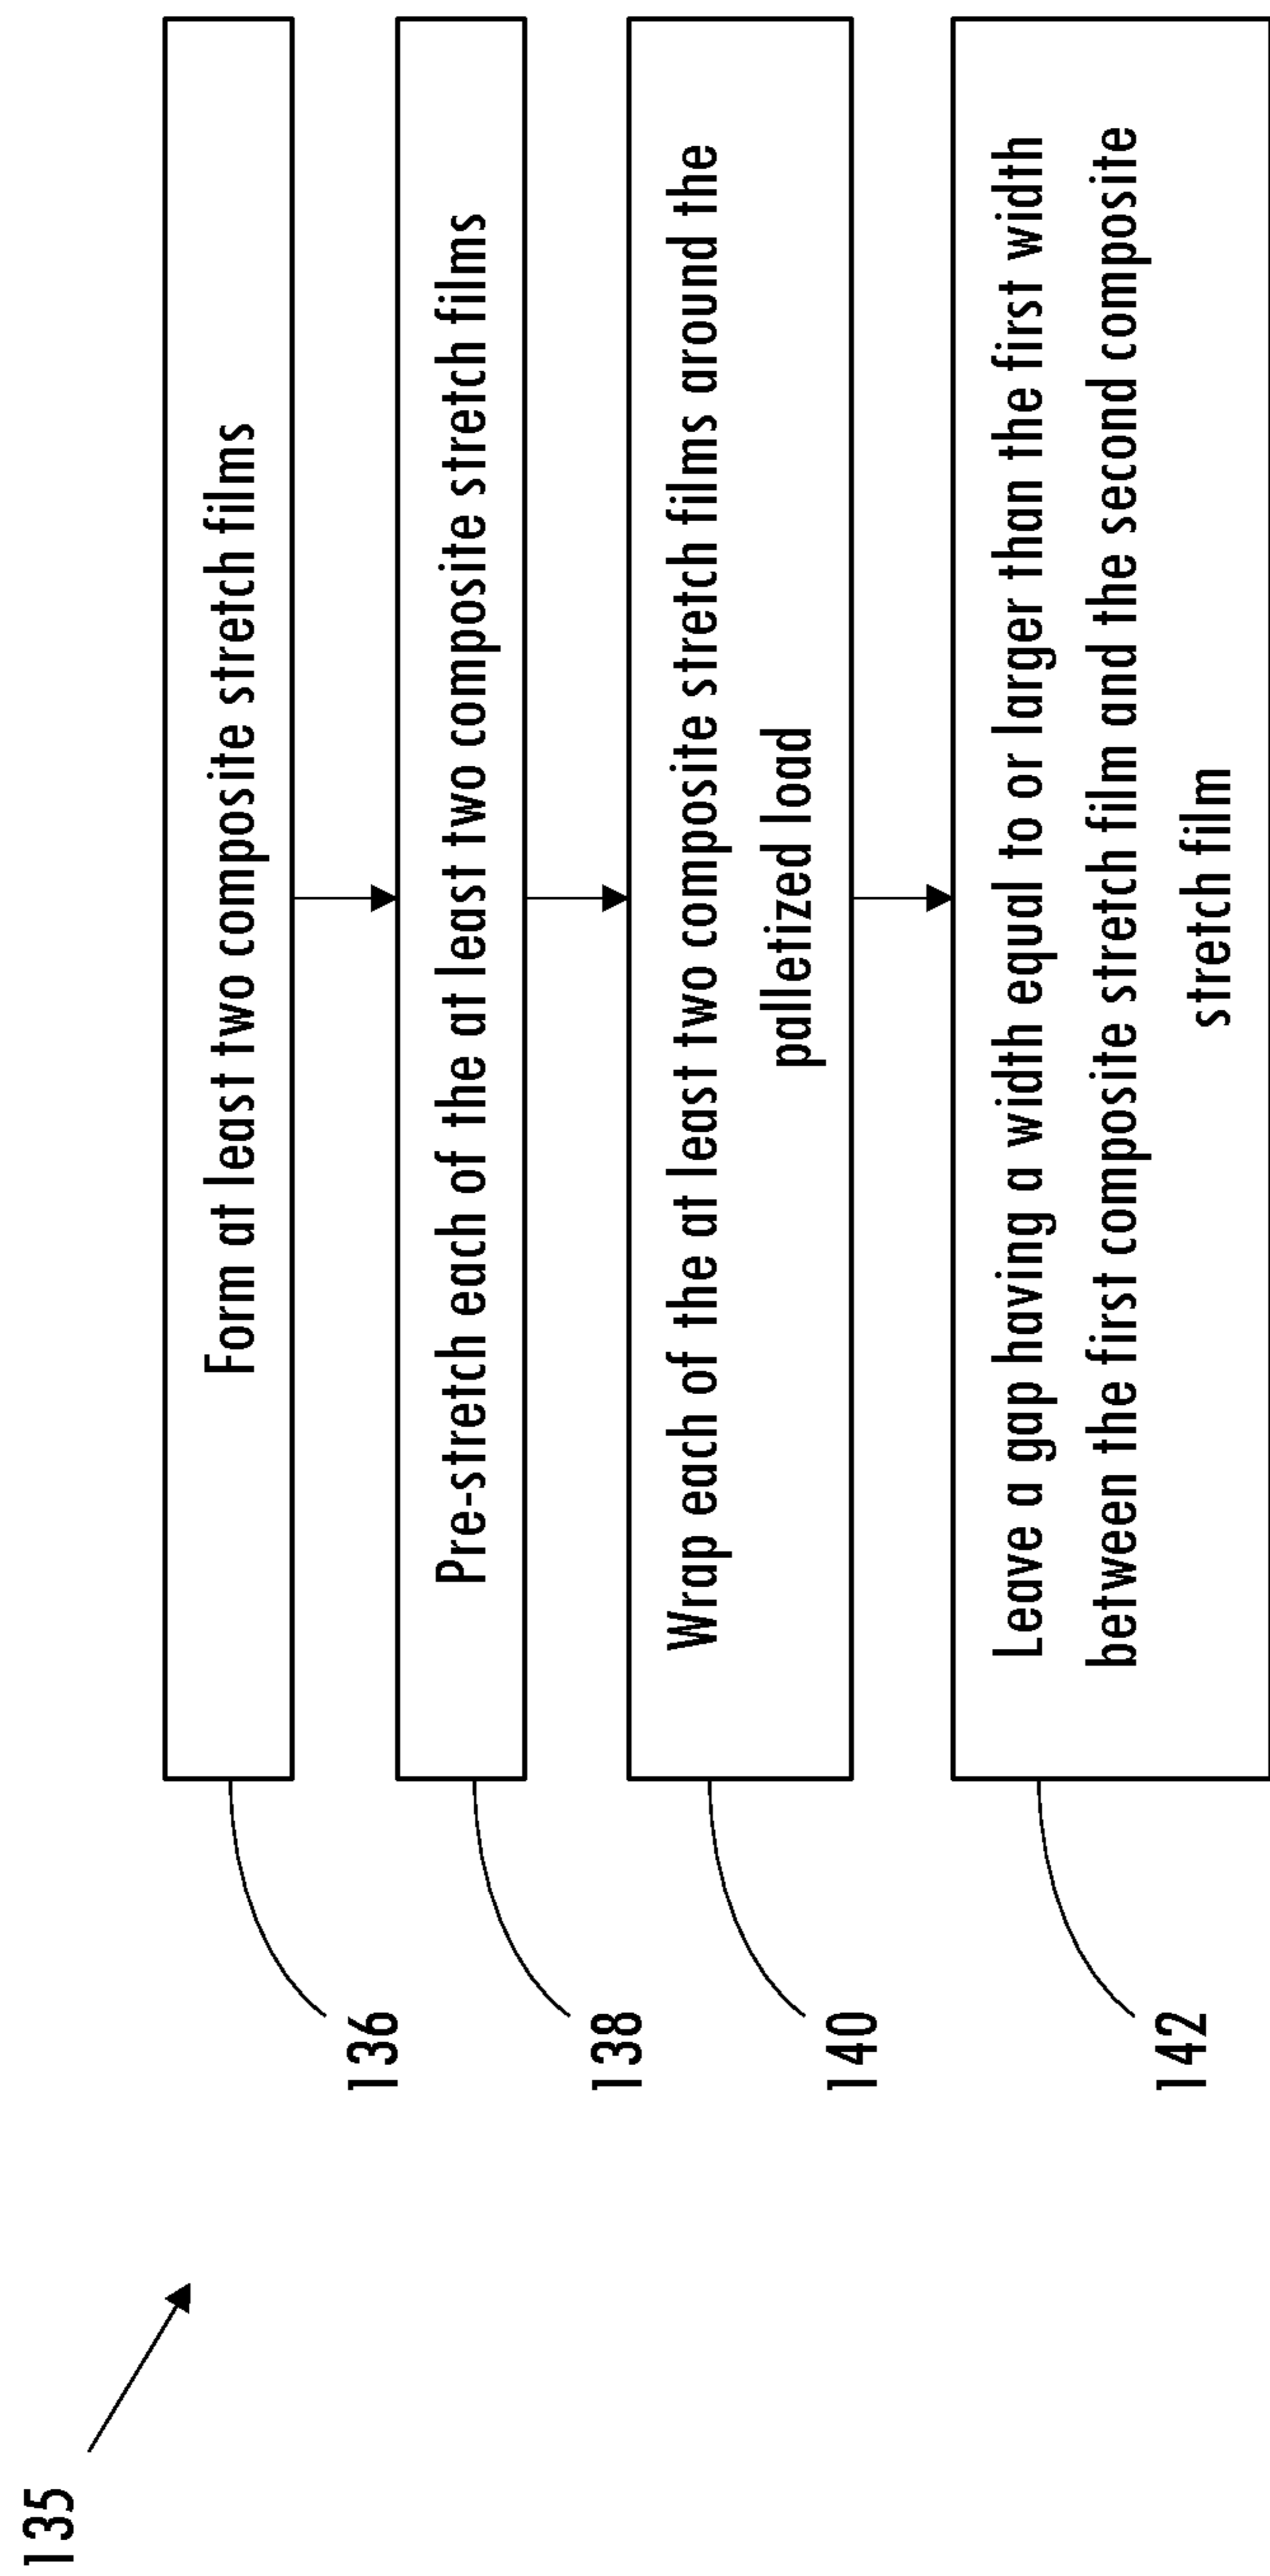 135
136
Form at least two composite stretch films
138
Pre-stretch each of the at least two composite stretch films
140
Wrap each of the at least two composite stretch films around the
palletized load
142
Leave a gap having a width equal to or larger than the first width
between the first composite stretch film and the second composite
stretch film